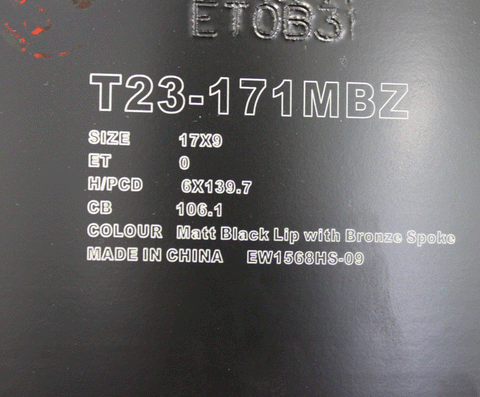 ET0B31
T23-171MBZ
SIZE 17X9
ET 0
H/PCD 6X139.7
CB 106.1
COLOUR Matt Black Lip with Bronze Spoke
MADE IN CHINA EW1568HS-09